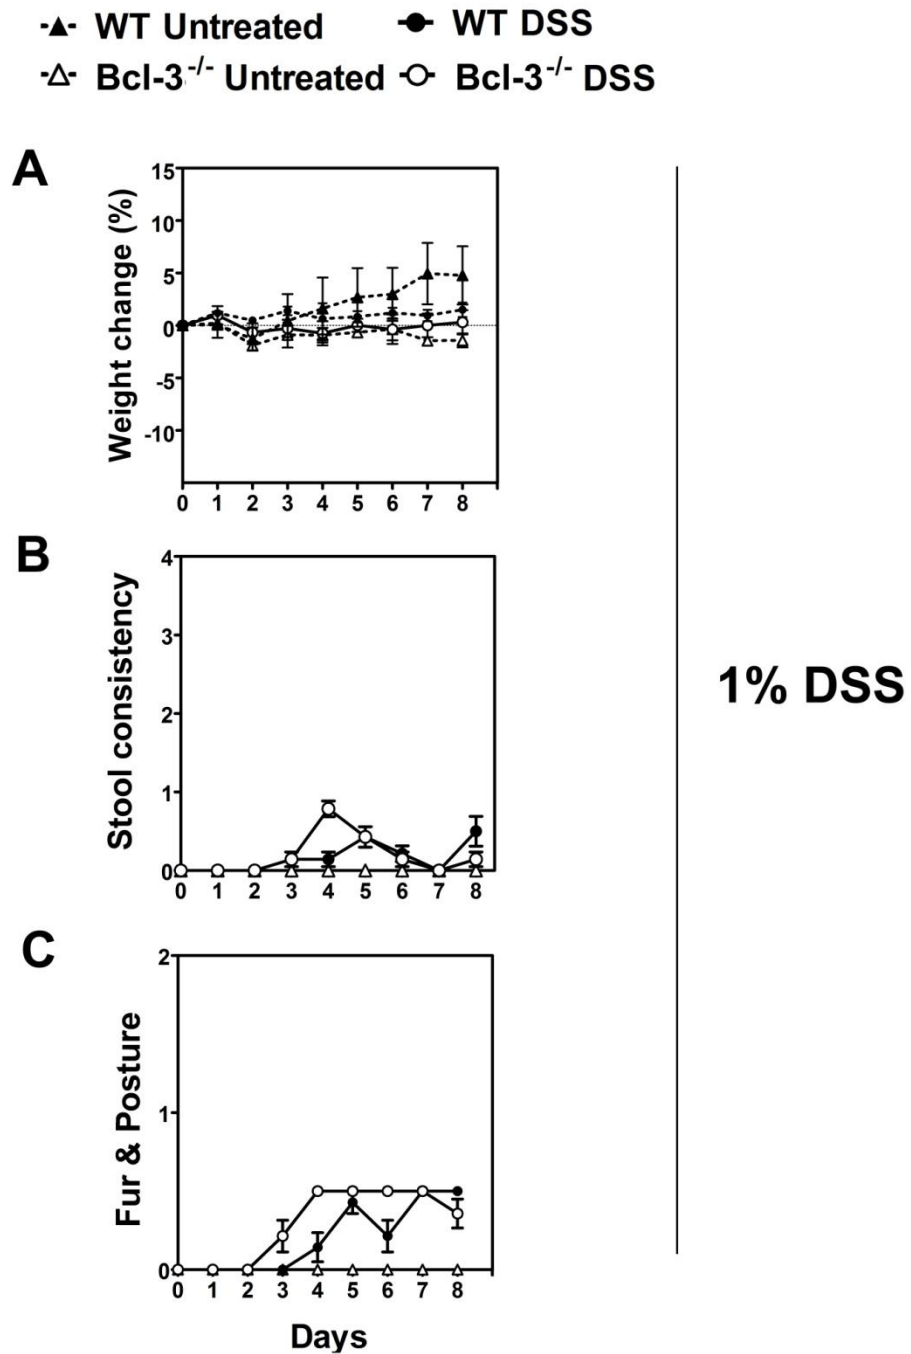 WT Untreated WT DSS
Bcl-3-/- Untreated Bcl-3-/- DSS
A
Weight change (%)
15
10
5
0
-5
-10
0 1 2 3 4 5 6 7 8
B
Stool consistency
4
3
2
1
0
0 1 2 3 4 5 6 7 8
1% DSS
C
Fur & Posture
2
1
0
0 1 2 3 4 5 6 7 8
Days